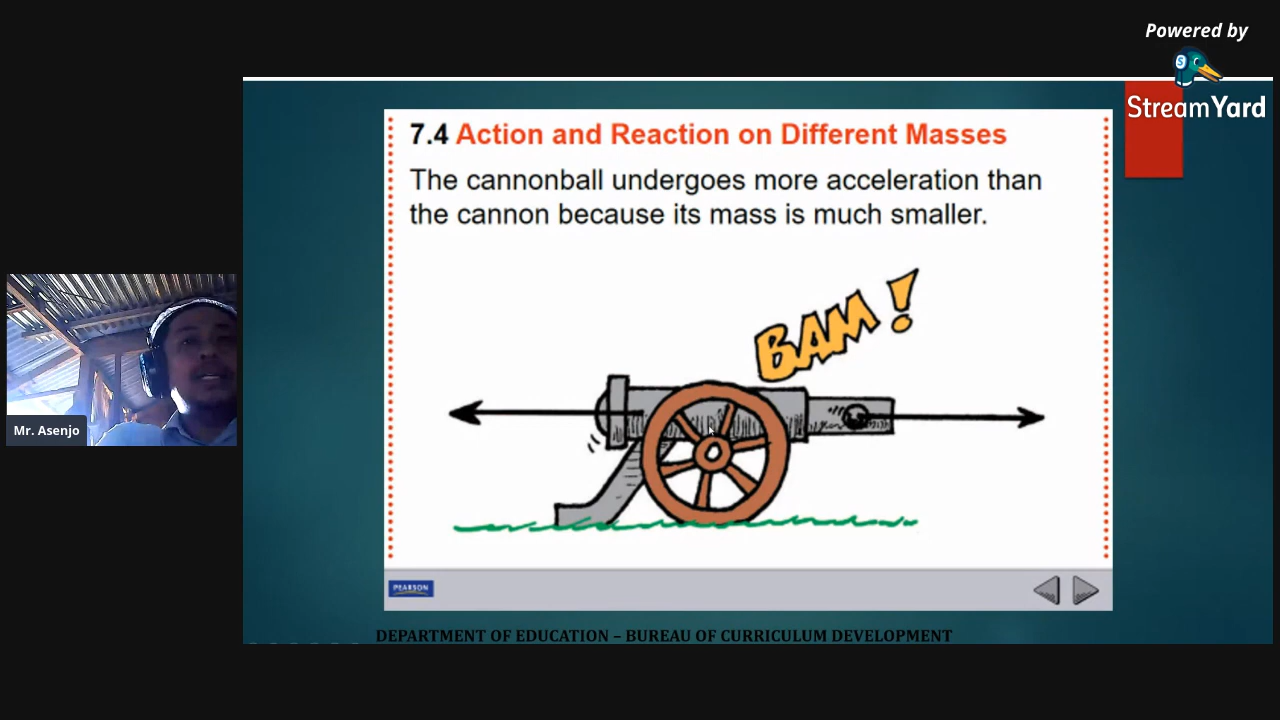 Powered by
StreamYard
7.4 Action and Reaction on Different Masses
The cannonball undergoes more acceleration than
the cannon because its mass is much smaller.
BAM!
Mr. Asenjo
PEARSON
DEPARTMENT OF EDUCATION – BUREAU OF CURRICULUM DEVELOPMENT